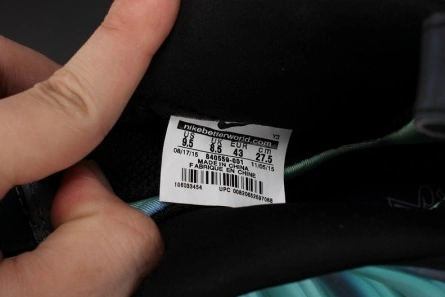 nikebetterworld.com Y3
US UK EUR cm
9.5 8.5 43 27.5
08/17/15 840559-001 11/05/15
MADE IN CHINA
FABRIQUE EN CHINE